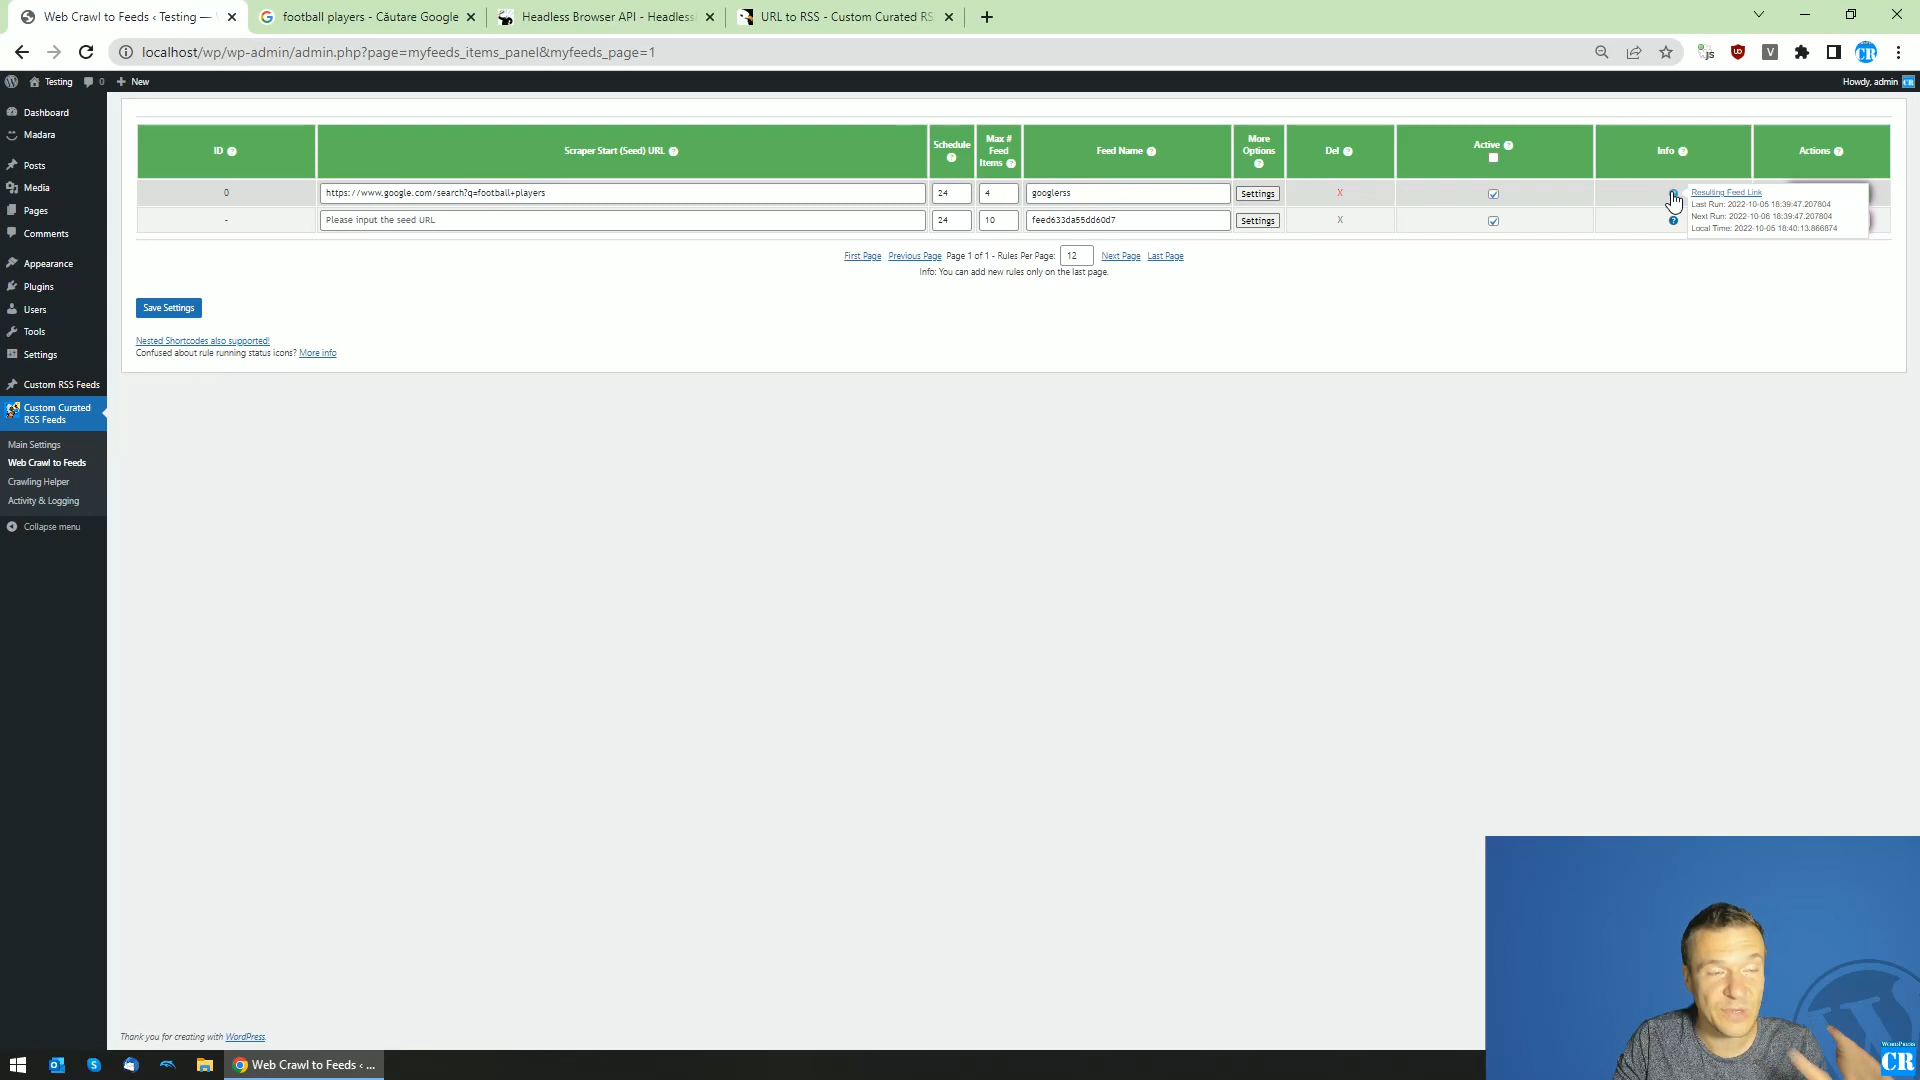 Web Crawl to Feeds ‹ Testing —
football players - Căutare Google
Headless Browser API - Headless
URL to RSS - Custom Curated RS
localhost/wp/wp-admin/admin.php?page=myfeeds_items_panel&myfeeds_page=1
Testing
0
New
Howdy, admin
Dashboard
Madara
Posts
Media
Pages
Comments
Appearance
Plugins
Users
Tools
Settings
Custom RSS Feeds
Custom Curated
RSS Feeds
Main Settings
Web Crawl to Feeds
Crawling Helper
Activity & Logging
Collapse menu
ID
Scraper Start (Seed) URL
Schedule
Max #
Feed
Items
Feed Name
More
Options
Del
Active
Info
Actions
0
https://www.google.com/search?q=football+players
24
4
googlerss
Settings
X
-
Please input the seed URL
24
10
feed633da55dd60d7
Settings
X
Resulting Feed Link
Last Run: 2022-10-05 18:39:47.207804
Next Run: 2022-10-06 18:39:47.207804
Local Time: 2022-10-05 18:40:13.866874
First Page Previous Page Page 1 of 1 - Rules Per Page: 12 Next Page Last Page
Info: You can add new rules only on the last page.
Save Settings
Nested Shortcodes also supported!
Confused about rule running status icons? More info
Thank you for creating with WordPress.
Web Crawl to Feeds ‹ ...
WORDPRESS
CR